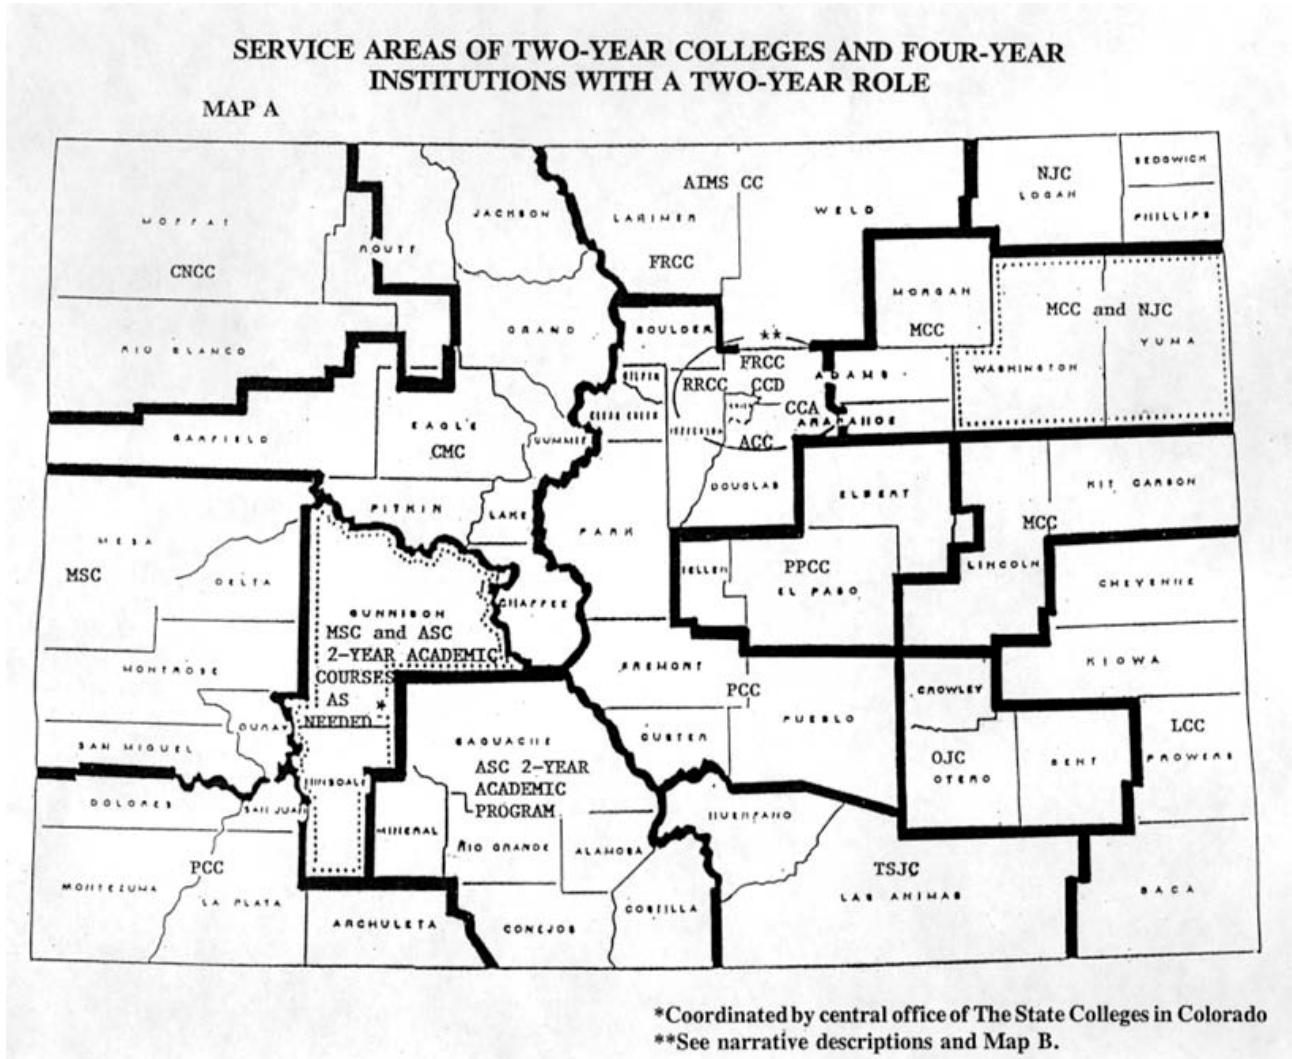 SERVICE AREAS OF TWO-YEAR COLLEGES AND FOUR-YEAR
INSTITUTIONS WITH A TWO-YEAR ROLE
MAP A
MOFFAT
CNCC
ROUTT
JACKSON
AIMS CC
LARIMER
FRCC
WELD
NJC
LOGAN
SEDGWICK
PHILLIPS
RIO BLANCO
GRAND
BOULDER
MORGAN
MCC
MCC and NJC
YUMA
WASHINGTON
**
FRCC
ADAMS
RRCC CCD
CCA
ARAPAHOE
ACC
GILPIN
CLEAR CREEK
JEFFERSON
GARFIELD
EAGLE
CMC
SUMMIT
DOUGLAS
ELBERT
KIT CARSON
PITKIN
LAKE
PARK
MCC
LINCOLN
MESA
MSC
DELTA
GUNNISON
MSC and ASC
2-YEAR ACADEMIC
COURSES
AS *
NEEDED
CHAFFEE
TELLER
PPCC
EL PASO
CHEYENNE
MONTROSE
FREMONT
PCC
PUEBLO
CROWLEY
KIOWA
OURAY
SAN MIGUEL
SAGUACHE
CUSTER
OJC
OTERO
BENT
LCC
PROWERS
ASC 2-YEAR
ACADEMIC
PROGRAM
DOLORES
SAN JUAN
HINSDALE
MINERAL
RIO GRANDE
ALAMOSA
HUERFANO
PCC
MONTEZUMA
LA PLATA
ARCHULETA
CONEJOS
COSTILLA
TSJC
LAS ANIMAS
BACA
*Coordinated by central office of The State Colleges in Colorado
**See narrative descriptions and Map B.